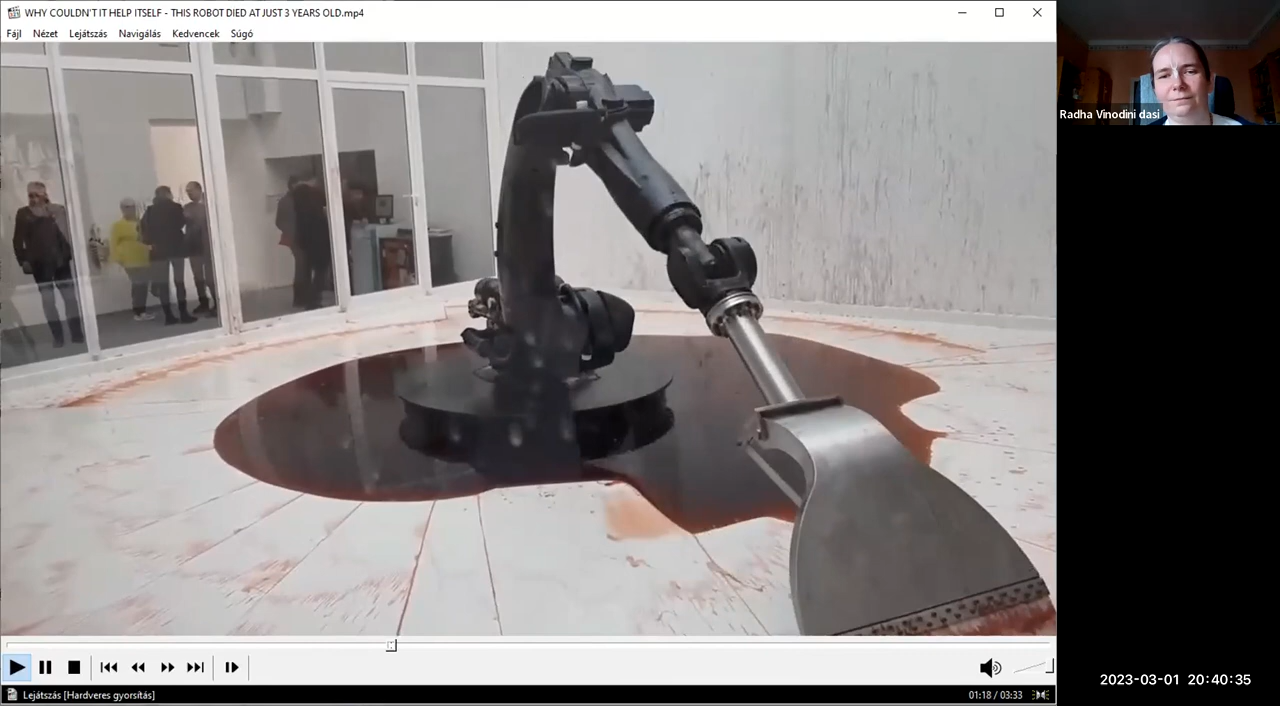 WHY COULDN'T IT HELP ITSELF - THIS ROBOT DIED AT JUST 3 YEARS OLD.mp4
Fájl Nézet Lejátszás Navigálás Kedvencek Súgó
Radha Vinodini dasi
Lejátszás [Hardveres gyorsítás]
01:18 / 03:33
2023-03-01 20:40:35